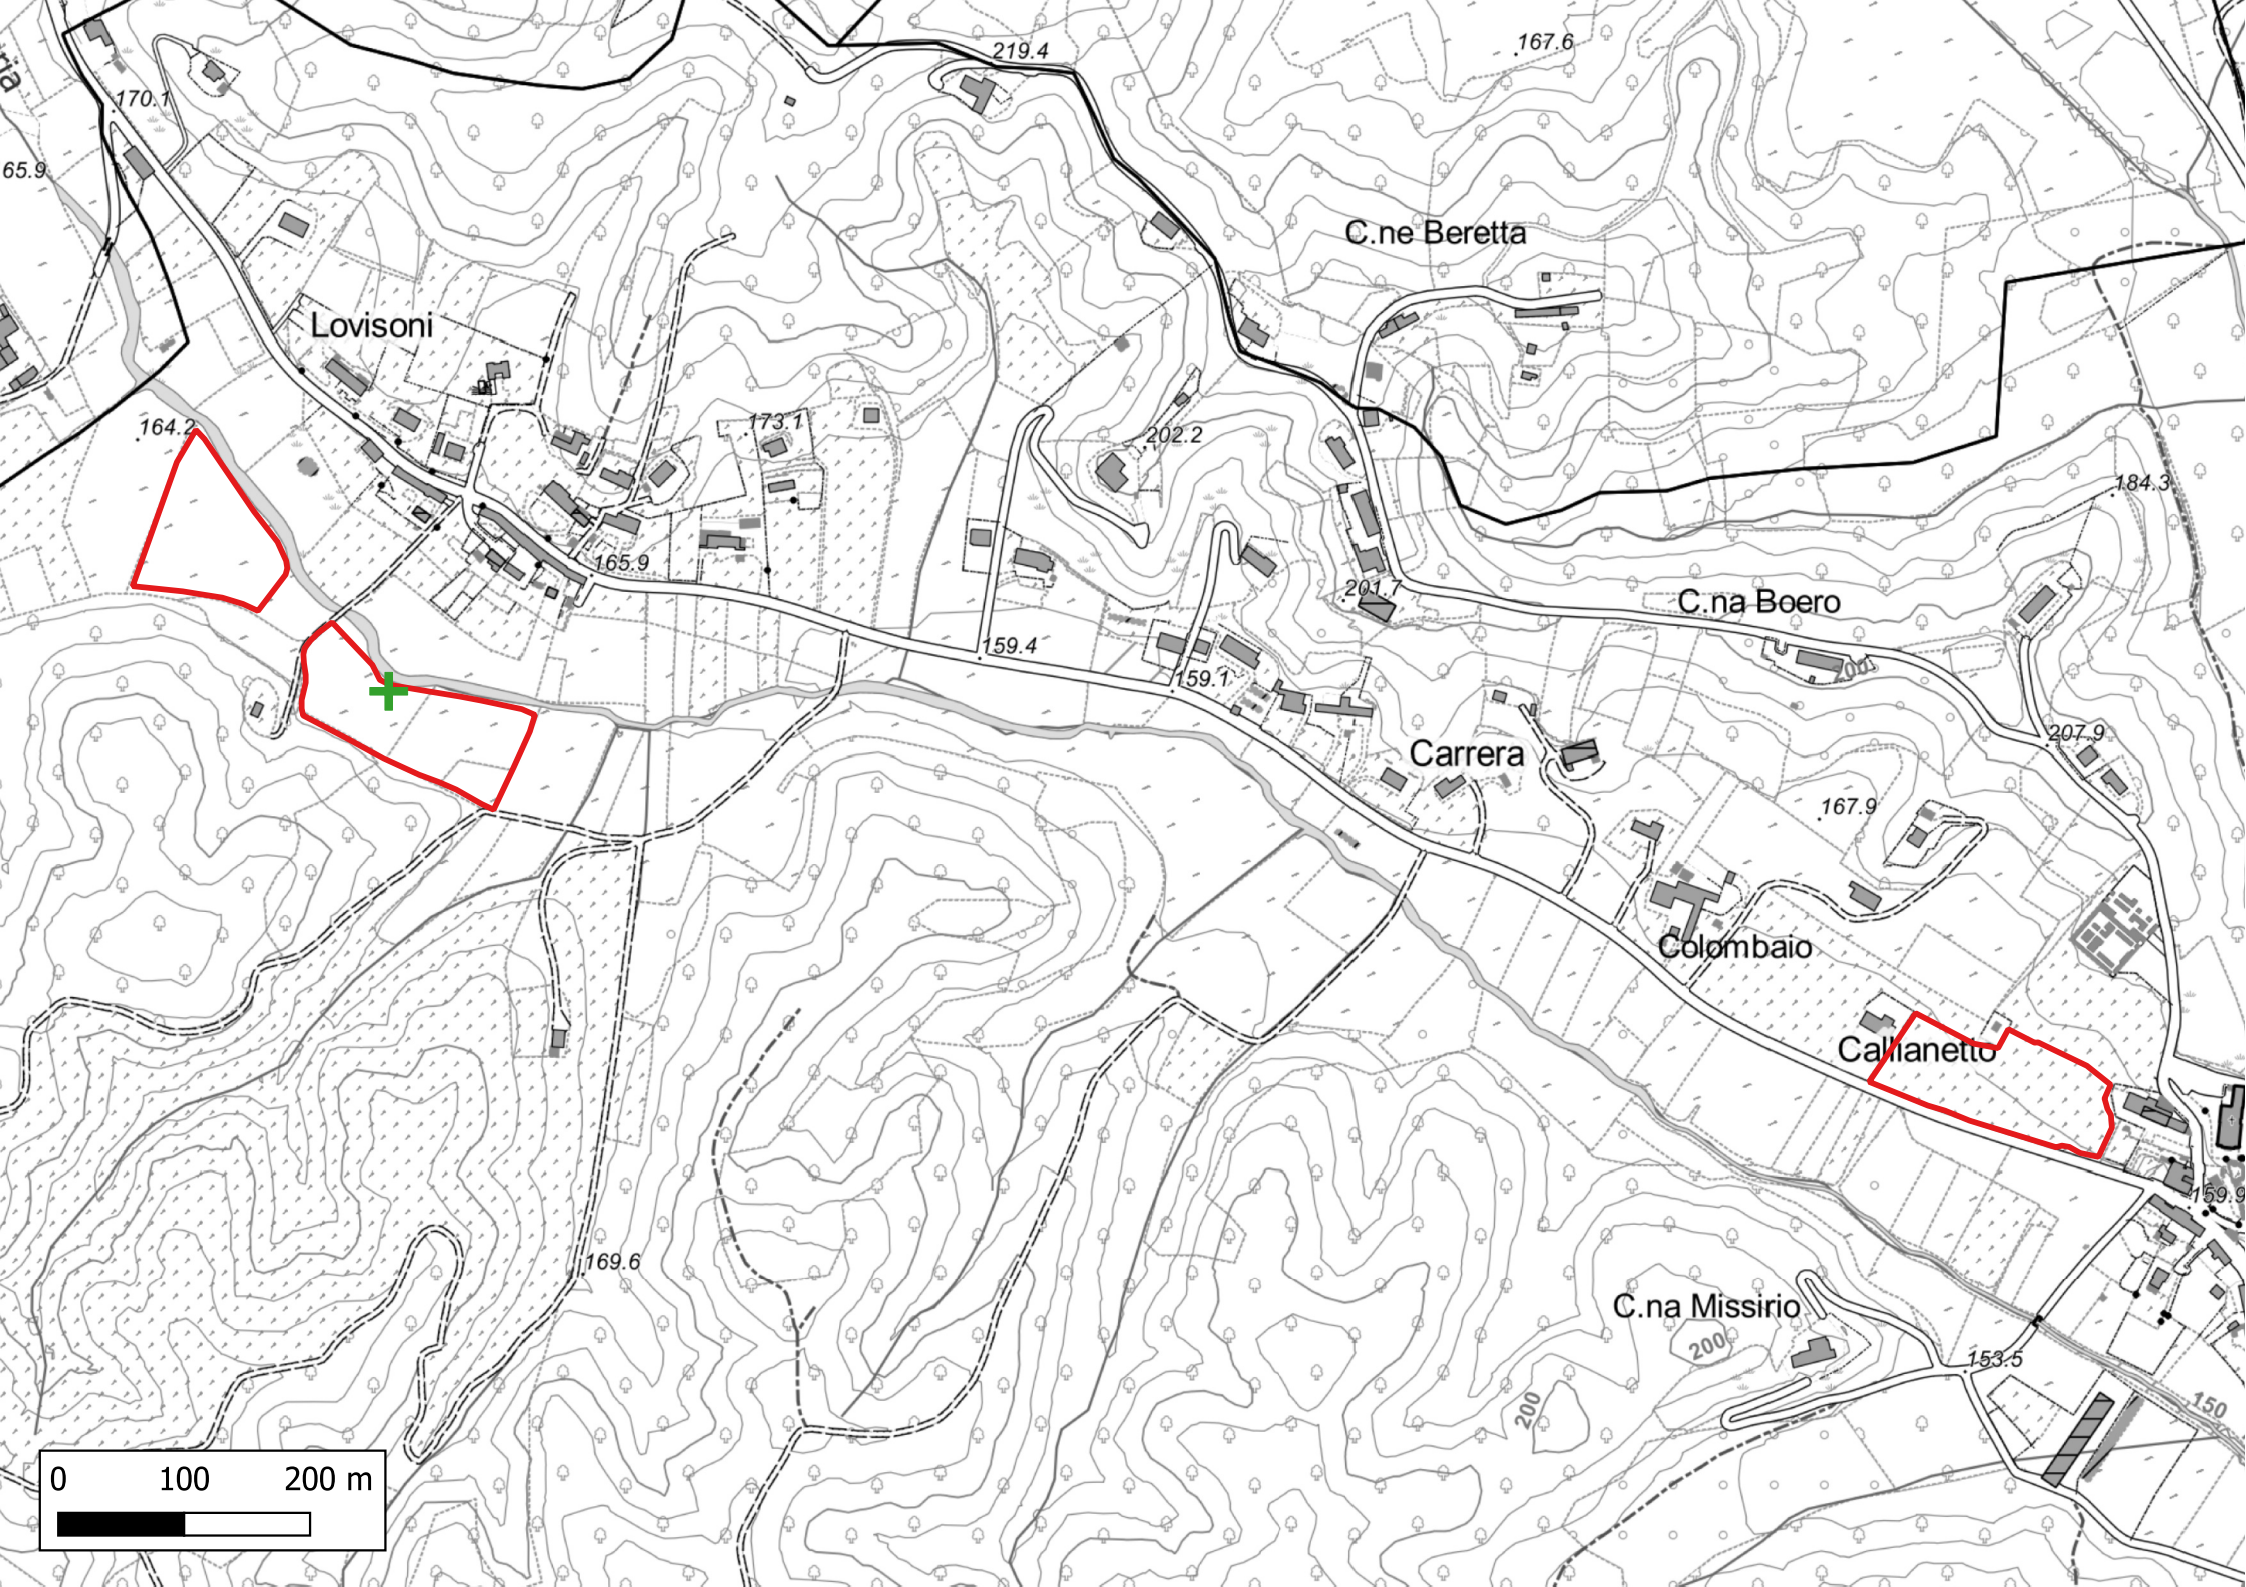 219.4
167.6
170.1
65.9
ria
C.ne Beretta
Lovisoni
164.2
173.1
202.2
184.3
165.9
201.7
C.na Boero
159.4
159.1
200
207.9
Carrera
167.9
Colombaio
Callianetto
159.9
169.6
C.na Missirio
200
153.5
200
150
0 100 200 m